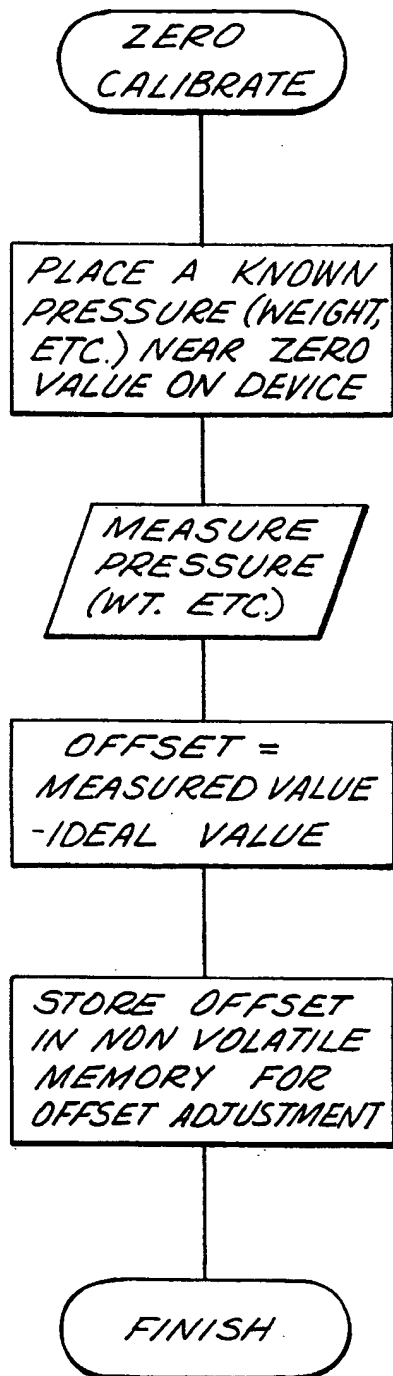 ZERO
CALIBRATE
PLACE A KNOWN
PRESSURE (WEIGHT,
ETC.) NEAR ZERO
VALUE ON DEVICE
MEASURE
PRESSURE
(WT. ETC.)
OFFSET =
MEASURED VALUE
-IDEAL VALUE
STORE OFFSET
IN NON VOLATILE
MEMORY FOR
OFFSET ADJUSTMENT
FINISH